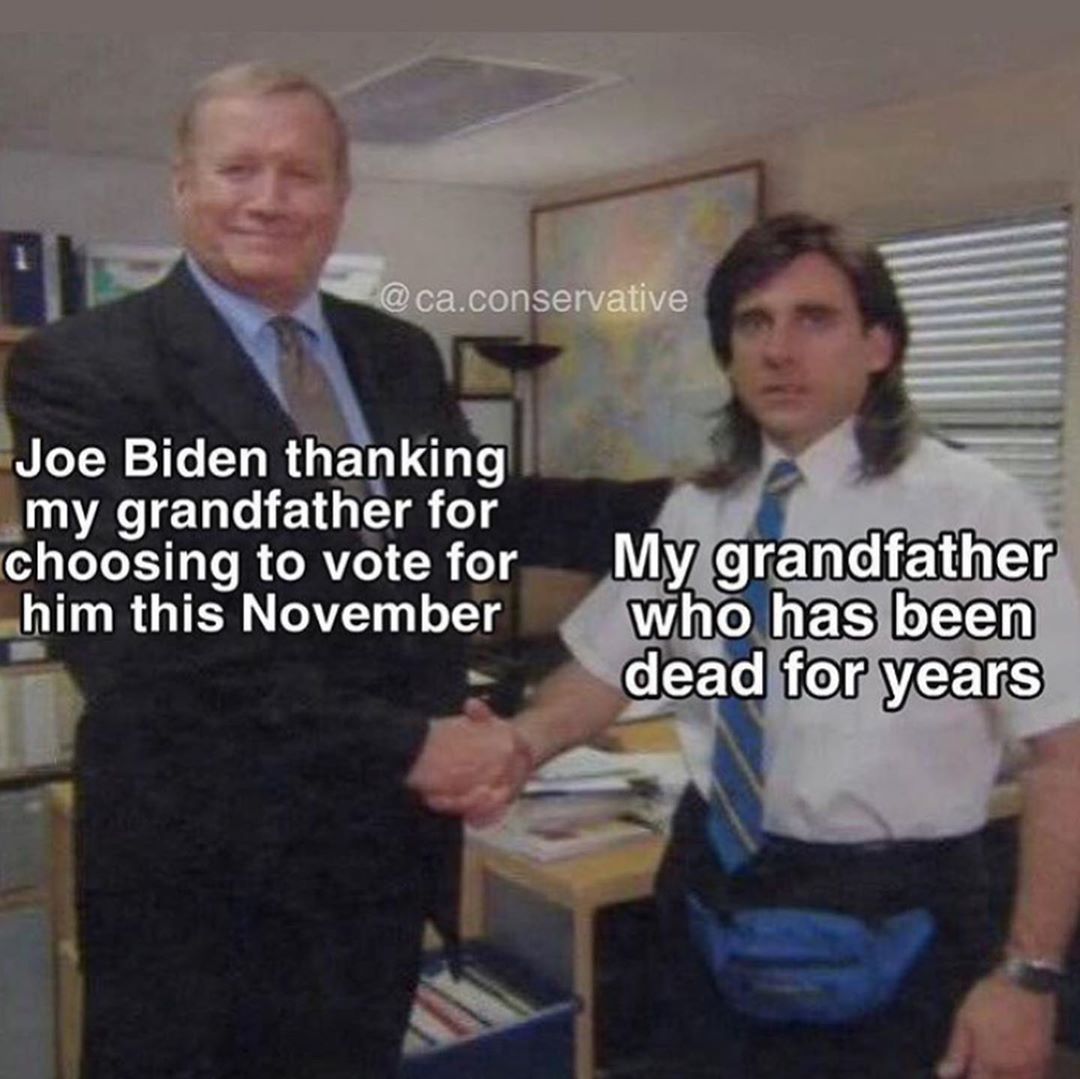 @ca.conservative
Joe Biden thanking
my grandfather for
choosing to vote for
him this November
My grandfather
who has been
dead for years